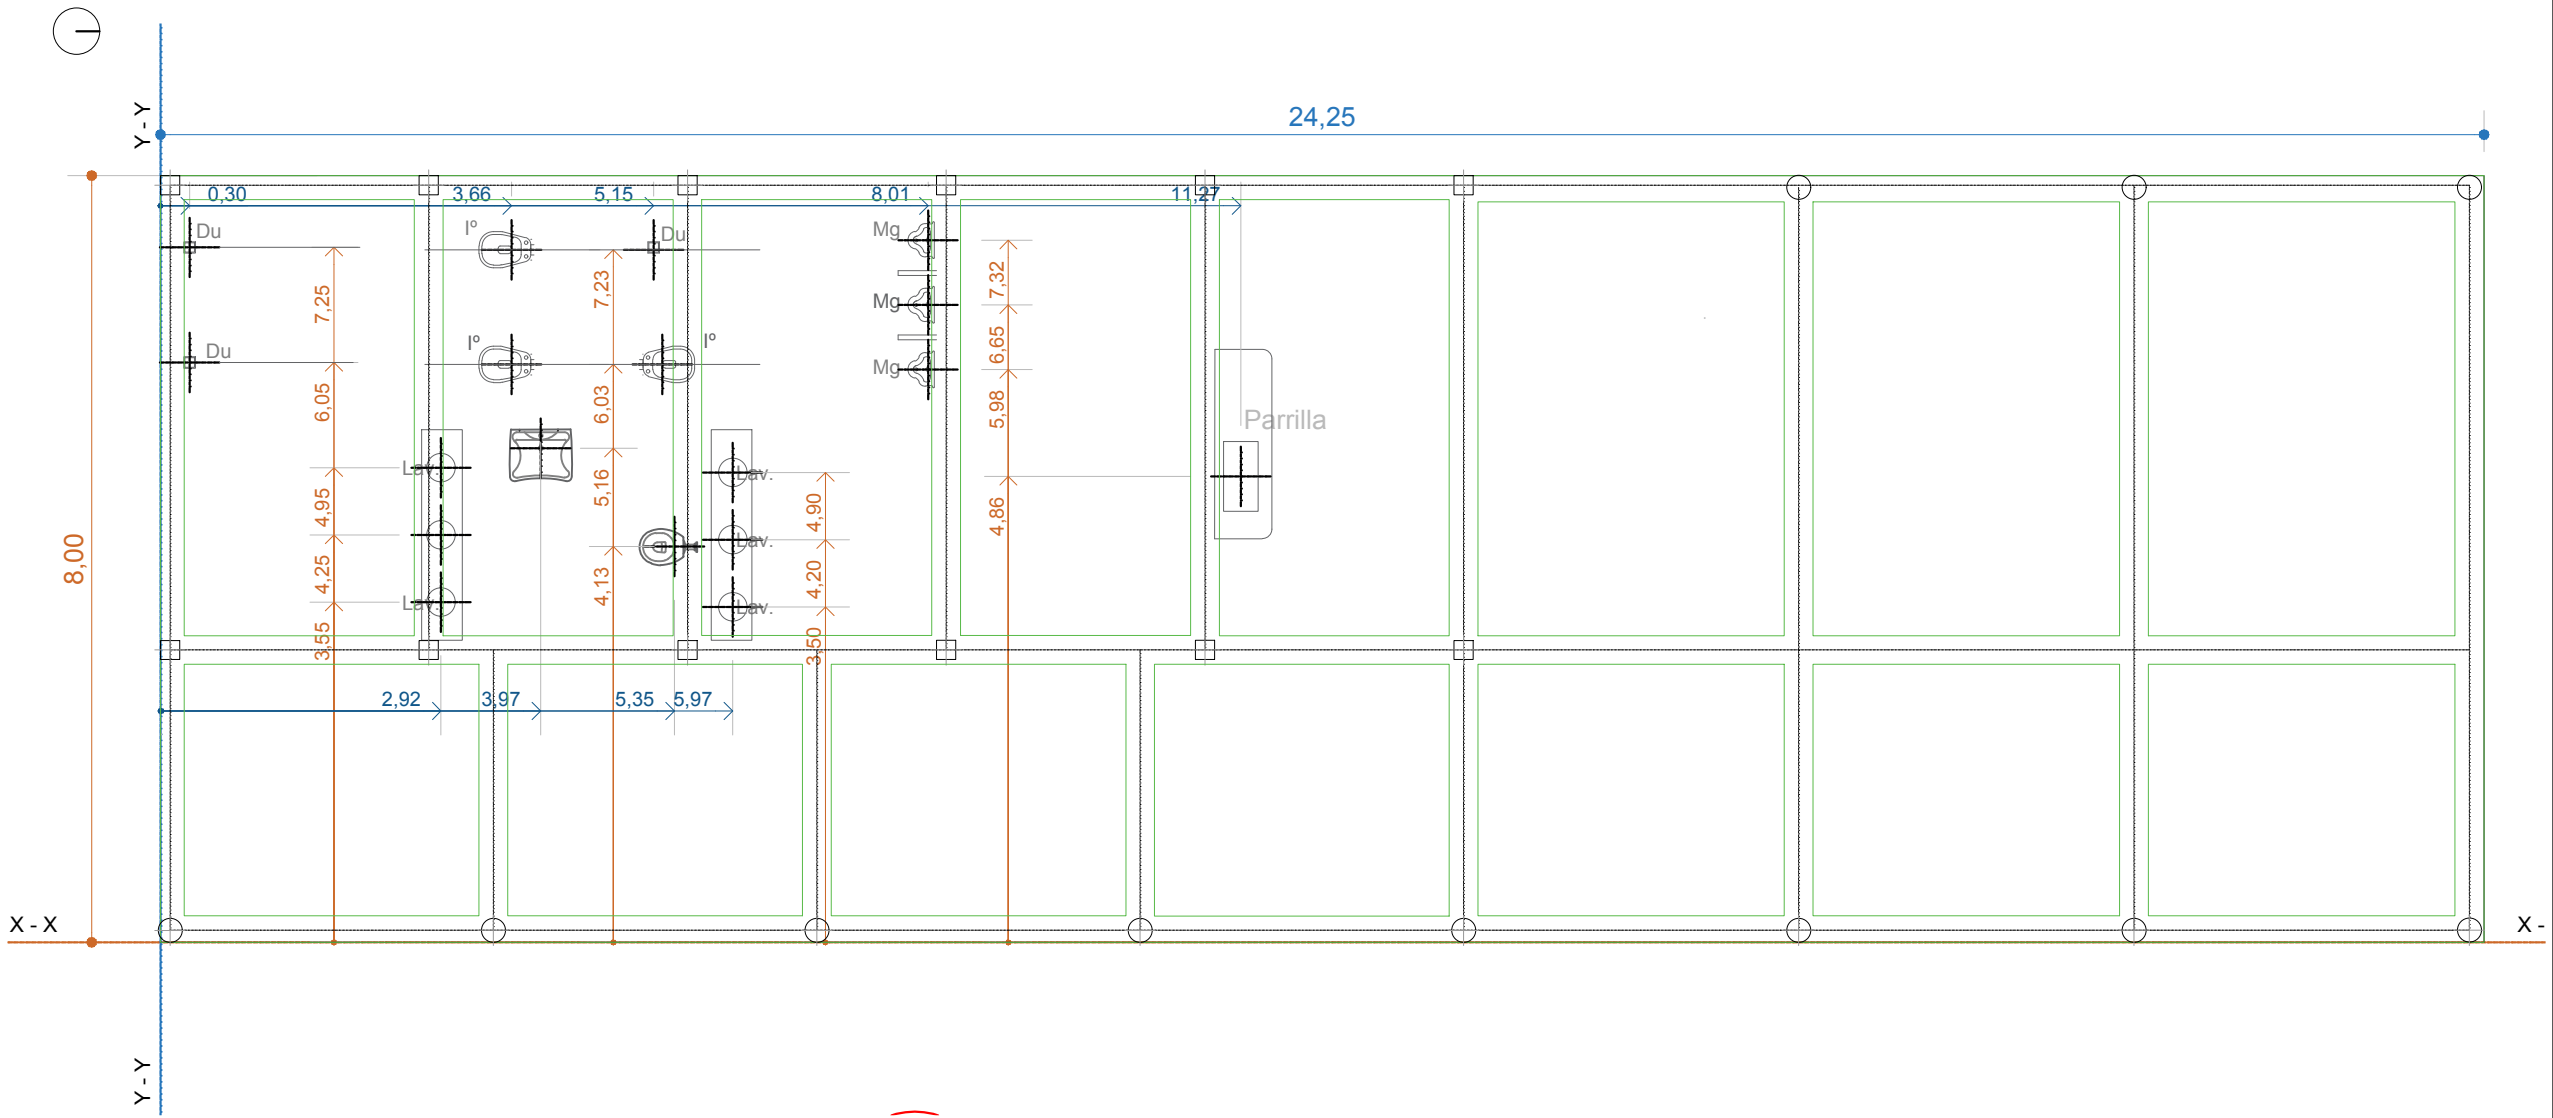 24,25
Y - Y
0,30
3,66
5,15
8,01
11,27
Du
Iº
Du
Mg
7,25
7,23
7,32
Mg
Du
Iº
Iº
6,65
Mg
6,05
6,03
5,98
Parrilla
Lav.
Lav.
4,95
5,16
4,90
4,86
8,00
Lav.
4,25
4,13
4,20
Lav.
Lav.
3,55
3,50
2,92
3,97
5,35
5,97
X - X
X -
Y - Y